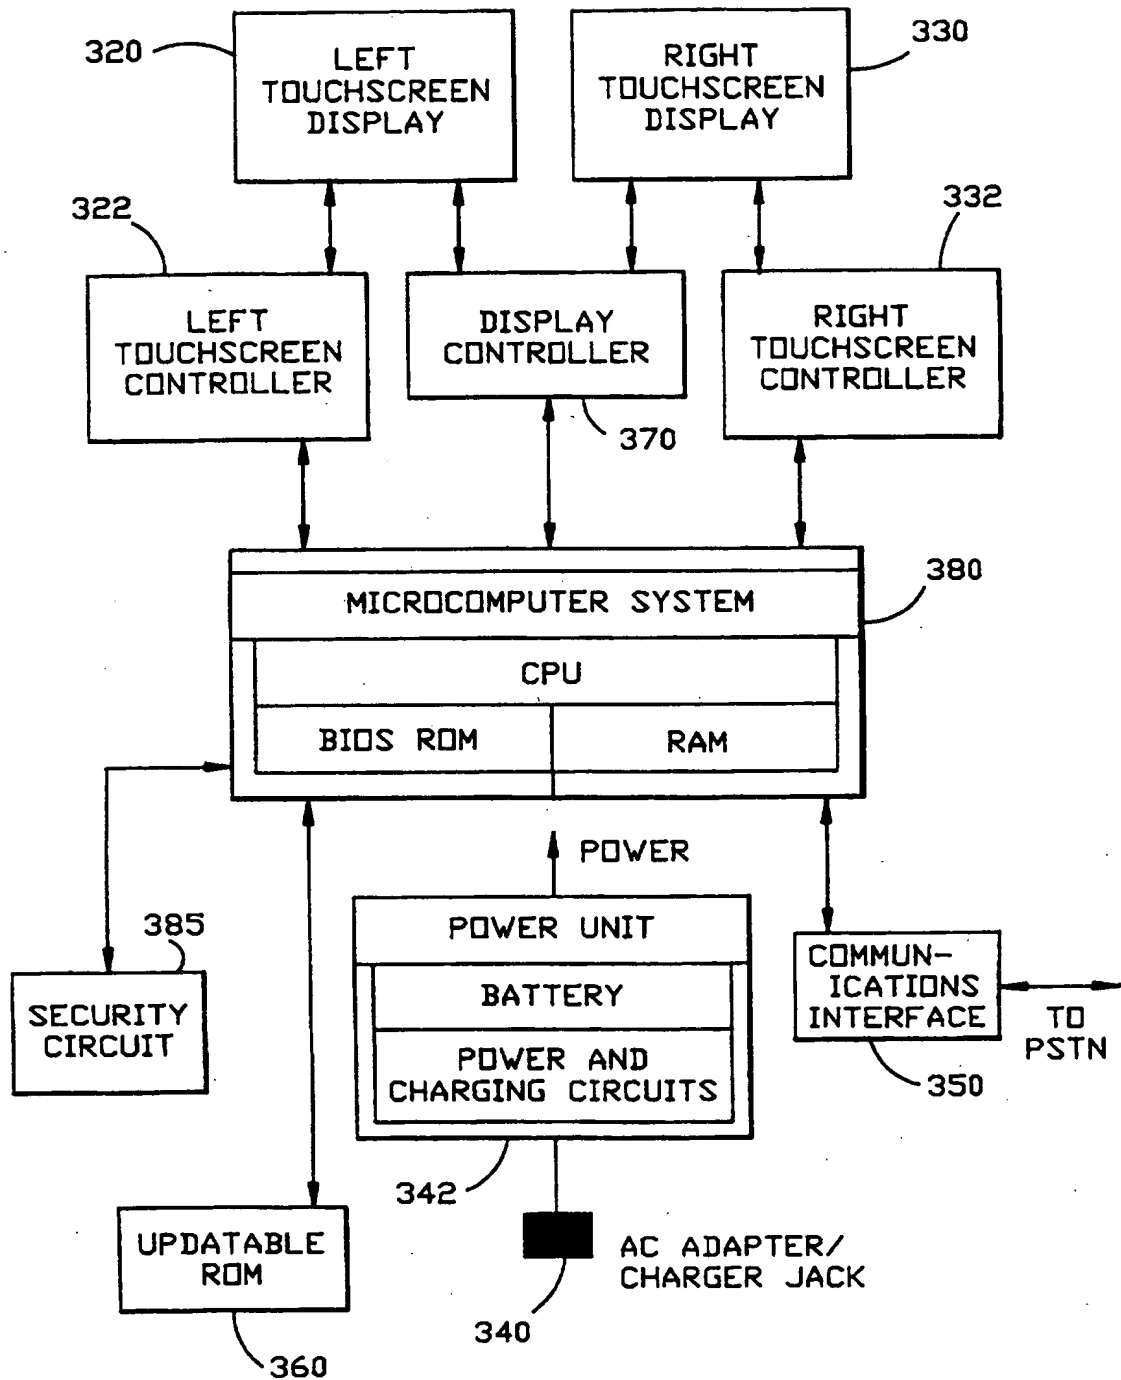 320
LEFT
TOUCHSCREEN
DISPLAY
RIGHT
TOUCHSCREEN
DISPLAY
330
322
LEFT
TOUCHSCREEN
CONTROLLER
DISPLAY
CONTROLLER
370
332
RIGHT
TOUCHSCREEN
CONTROLLER
380
MICROCOMPUTER SYSTEM
CPU
BIOS ROM
RAM
POWER
385
SECURITY
CIRCUIT
POWER UNIT
BATTERY
POWER AND
CHARGING CIRCUITS
342
COMMUN-
ICATIONS
INTERFACE
350
TO
PSTN
UPDATABLE
ROM
360
AC ADAPTER/
CHARGER JACK
340